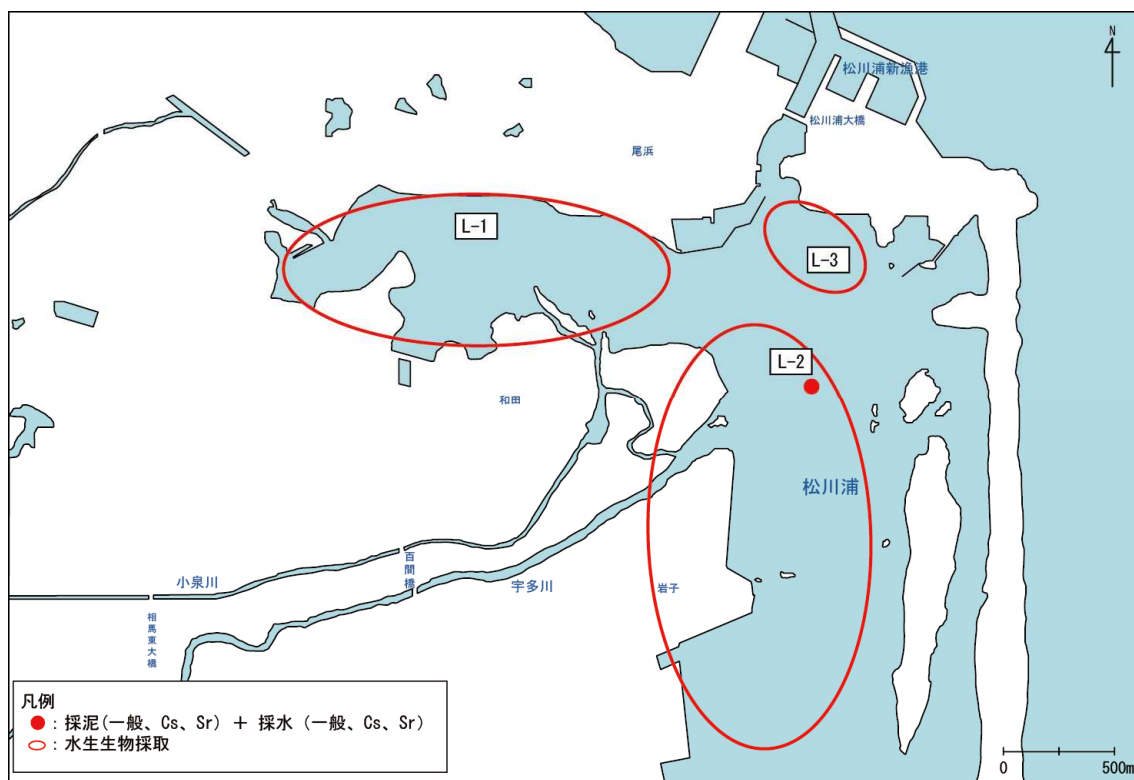 N
4
松川浦新漁港
松川浦大橋
尾浜
L-1
L-3
L-2
和田
松川浦
百間橋
小泉川
宇多川
岩子
相馬東大橋
凡例
：採泥(一般、Cs、Sr) ＋ 採水 (一般、Cs、Sr)
：水生生物採取
0 500m